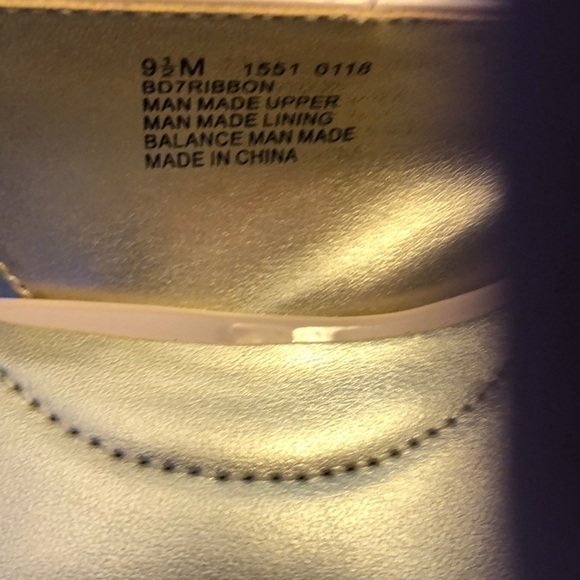 9½M 1551 0118
BD7RIBBON
MAN MADE UPPER
MAN MADE LINING
BALANCE MAN MADE
MADE IN CHINA